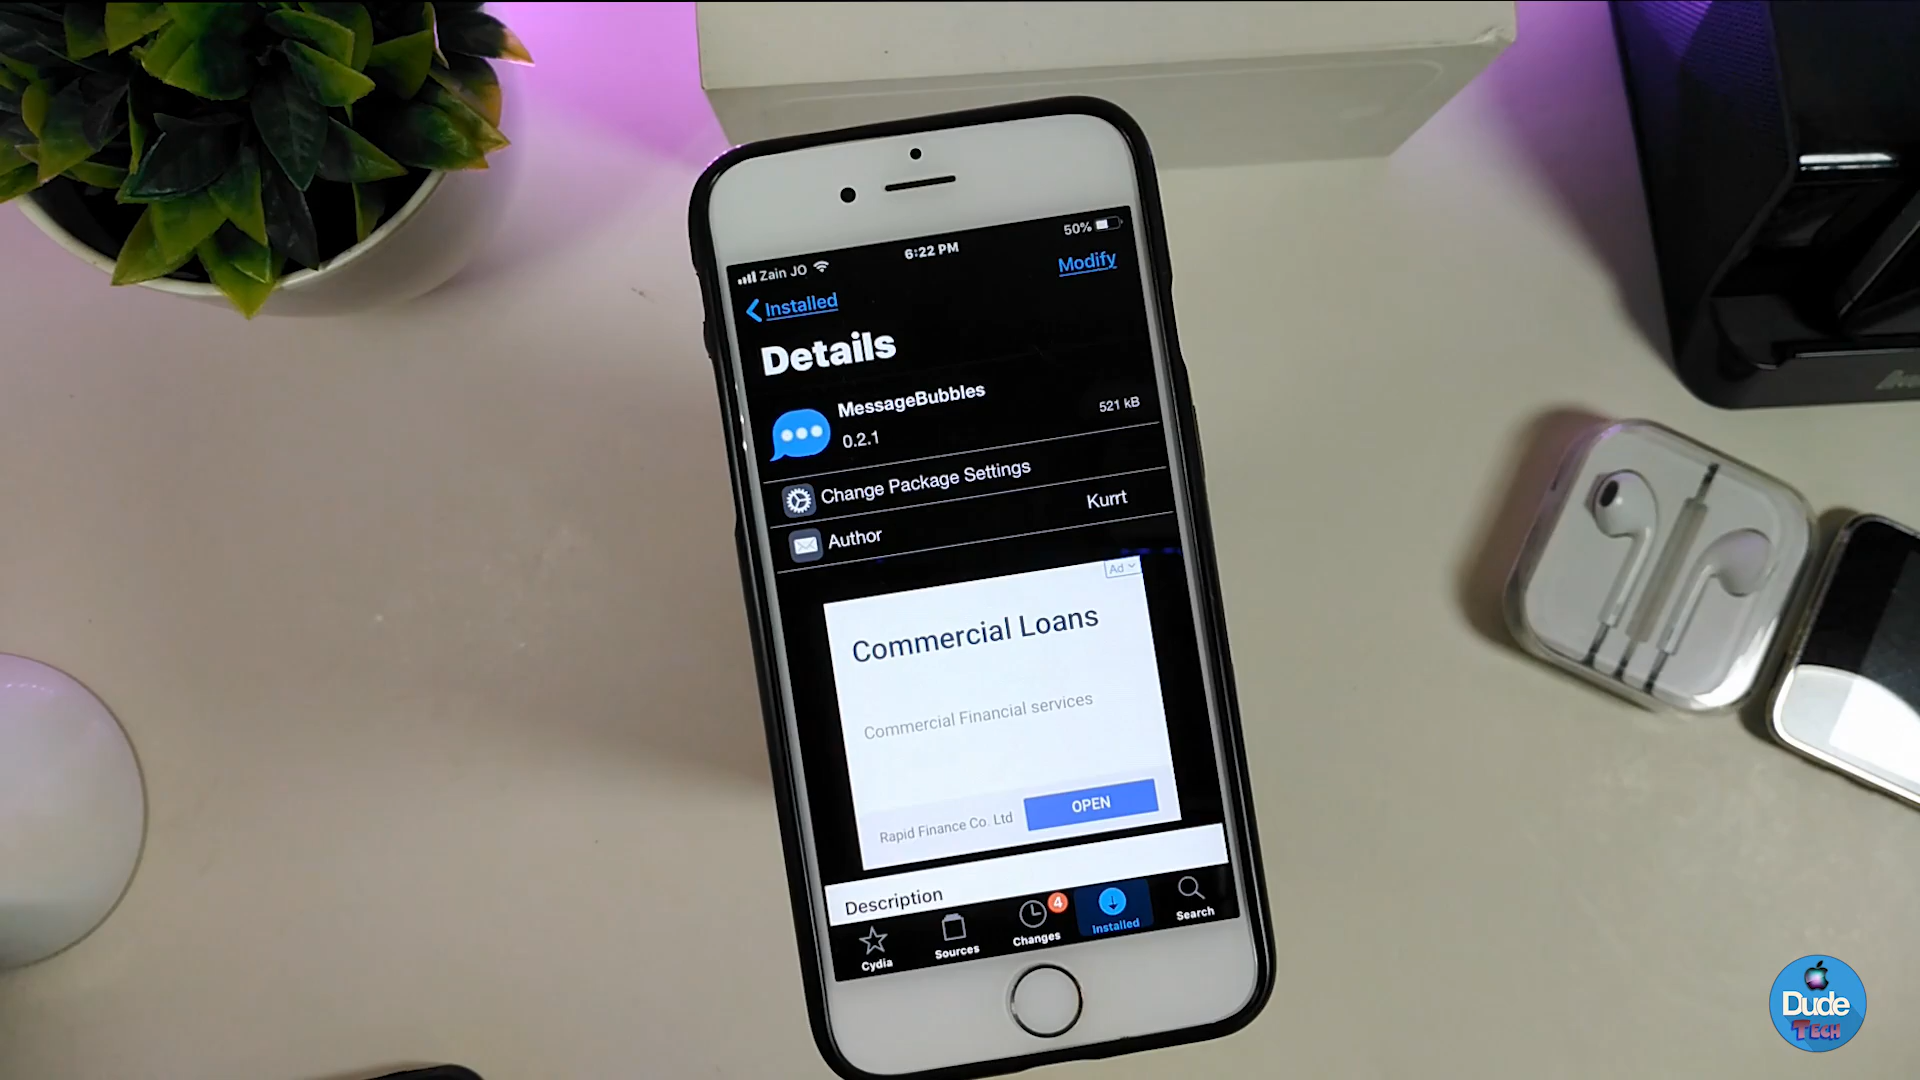 Zain JO
6:22 PM
50%
Installed
Modify
Details
MessageBubbles
0.2.1
521 kB
Change Package Settings
Author
Kurrt
Ad
Commercial Loans
Commercial Financial services
Rapid Finance Co. Ltd
OPEN
Description
Cydia
Sources
4
Changes
Installed
Search
Dude
TECH